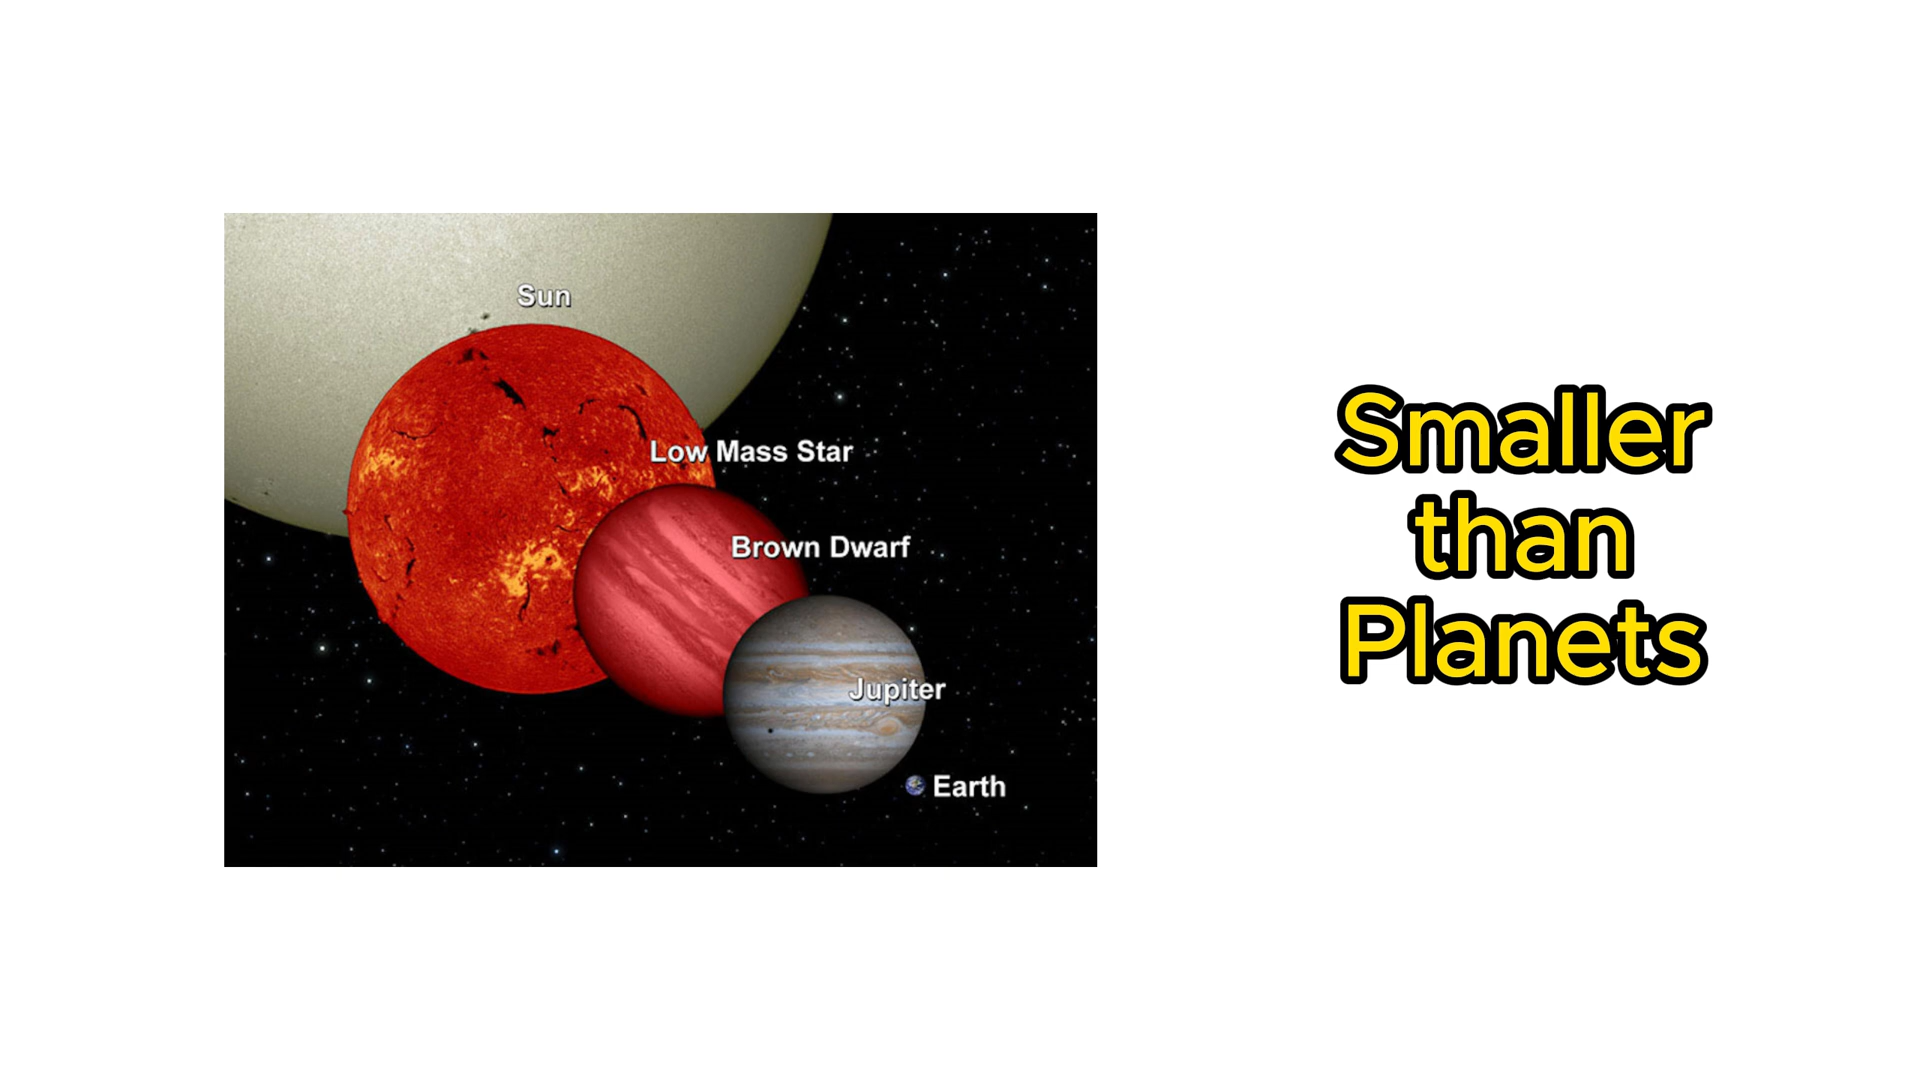 Sun
Low Mass Star
Brown Dwarf
Jupiter
Earth
Smaller
than
Planets